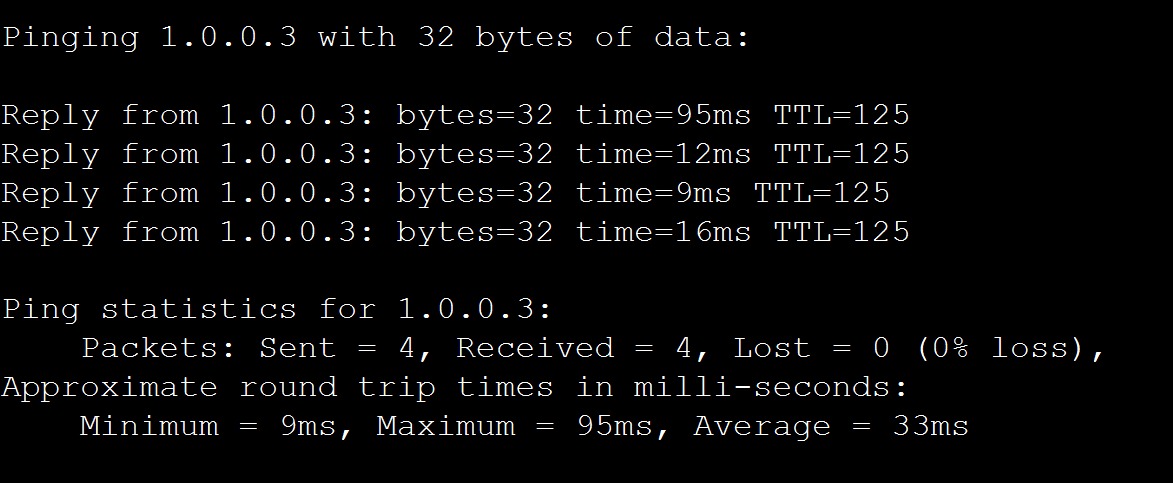 Pinging 1.0.0.3 with 32 bytes of data:
Reply from 1.0.0.3: bytes=32 time=95ms TTL=125
Reply from 1.0.0.3: bytes=32 time=12ms TTL=125
Reply from 1.0.0.3: bytes=32 time=9ms TTL=125
Reply from 1.0.0.3: bytes=32 time=16ms TTL=125
Ping statistics for 1.0.0.3:
Packets: Sent = 4, Received = 4, Lost = 0 (0% loss),
Approximate round trip times in milli-seconds:
Minimum = 9ms, Maximum = 95ms, Average = 33ms